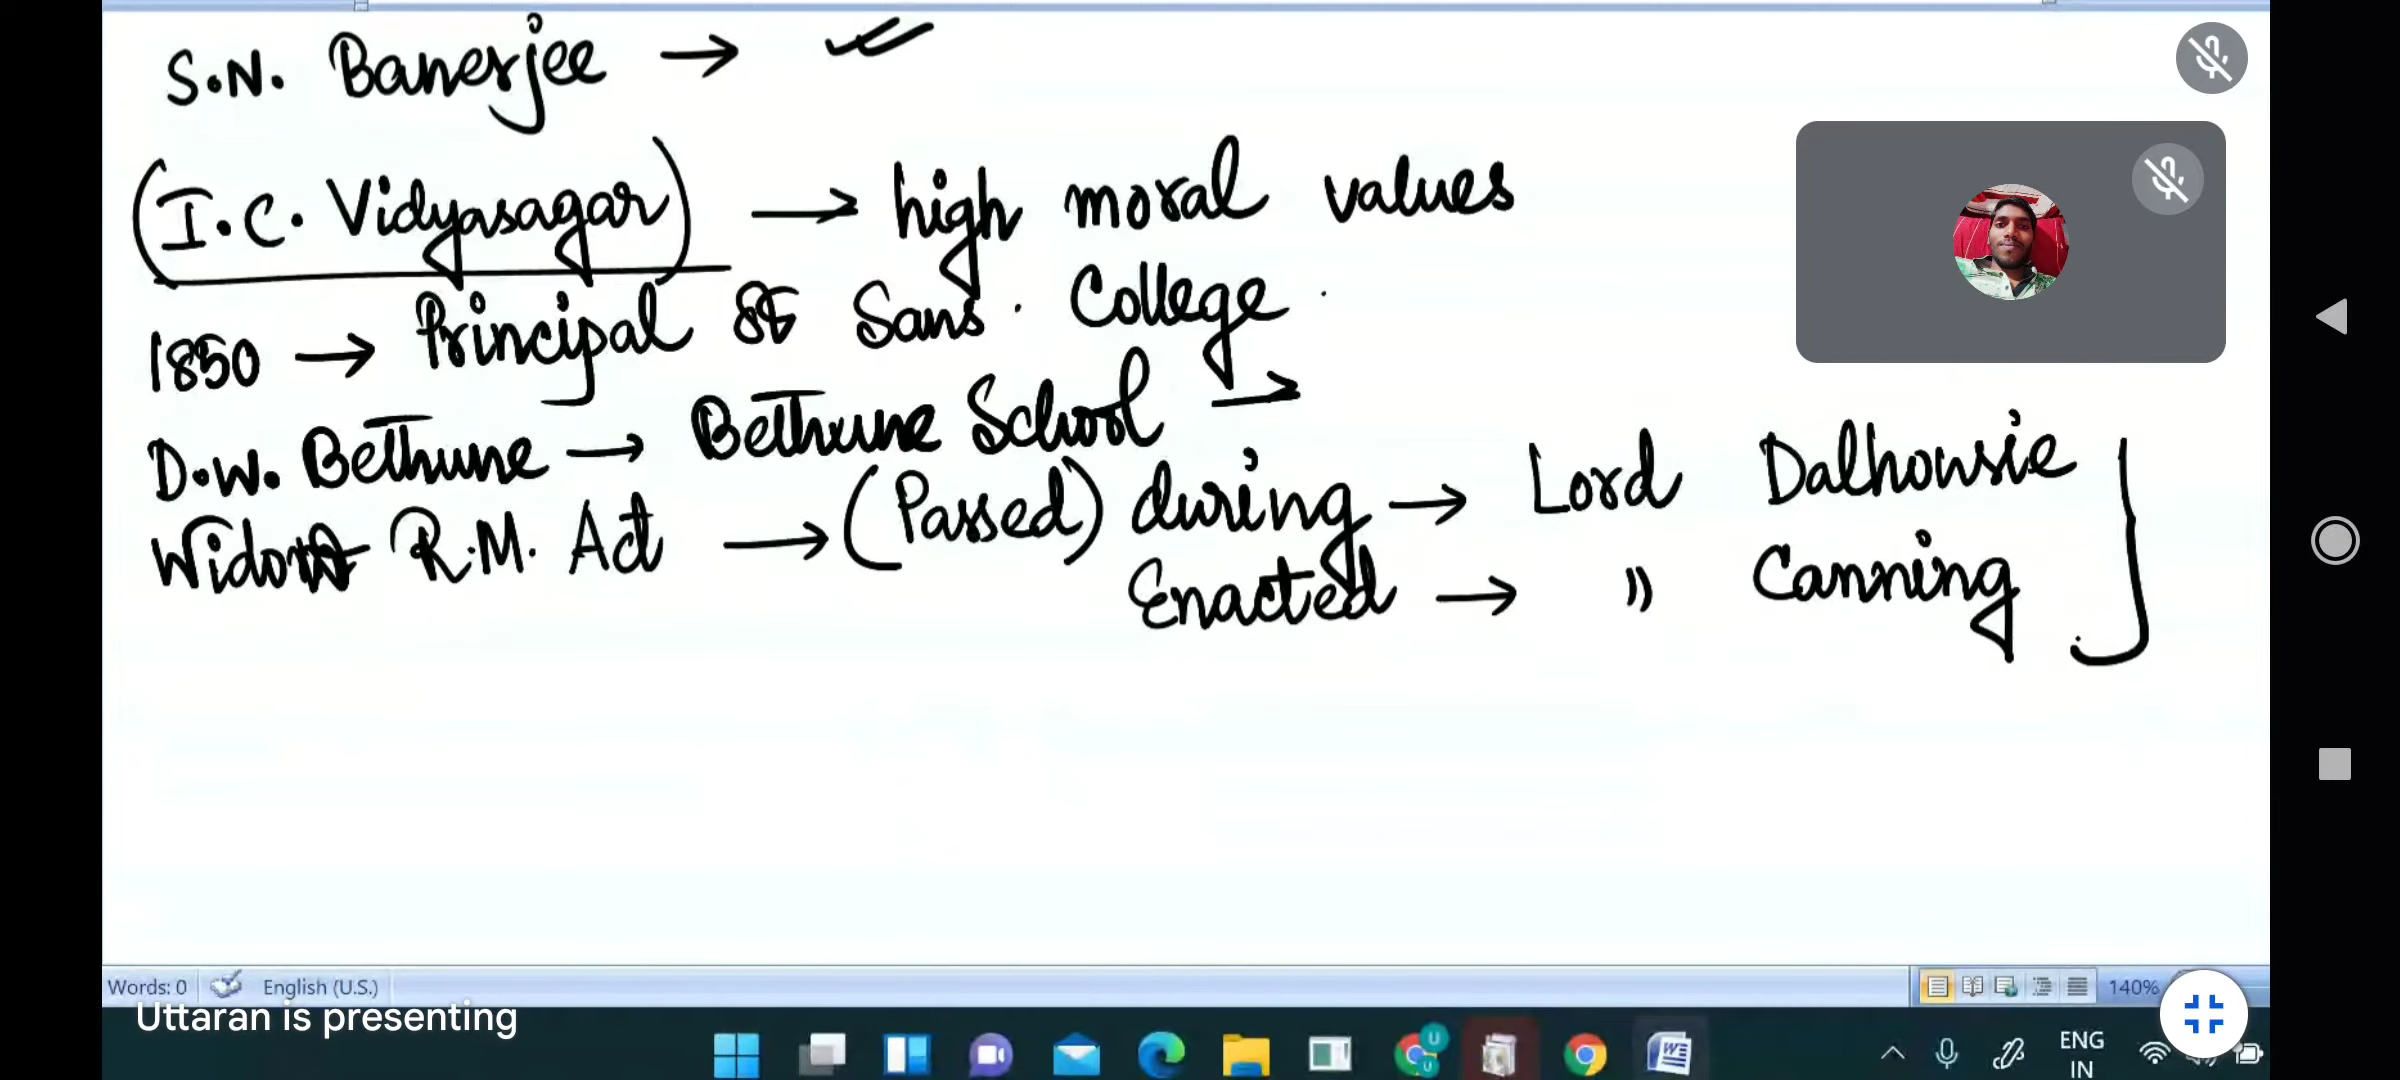 S.N. Banerjee →
(I.C. Vidyasagar) → high moral values
1850 → Principal of Sans. College.
D.W. Bethune → Bethune School →
Widow R.M. Act → (Passed) during → Lord Dalhousie
Enacted → " Canning
Words: 0 English (U.S.) 140%
Uttaran is presenting
ENG
IN